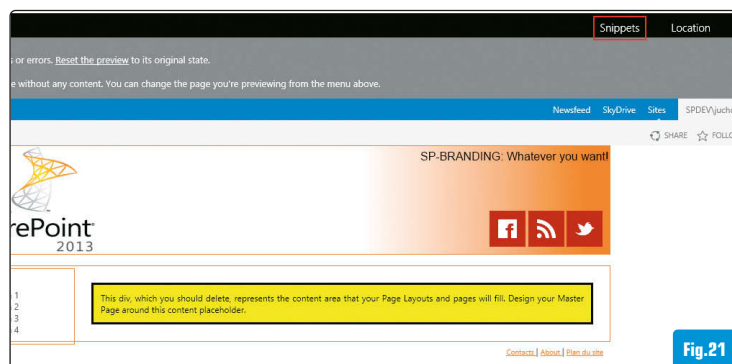 Snippets Location
s or errors. Reset the preview to its original state.
e without any content. You can change the page you're previewing from the menu above.
Newsfeed SkyDrive Sites SPDEV\juch
SHARE FOLLO
SP-BRANDING: Whatever you want!
rePoint
2013
1
2
3
4
This div, which you should delete, represents the content area that your Page Layouts and pages will fill. Design your Master
Page around this content placeholder.
Contacts | About | Plan du site
Fig.21